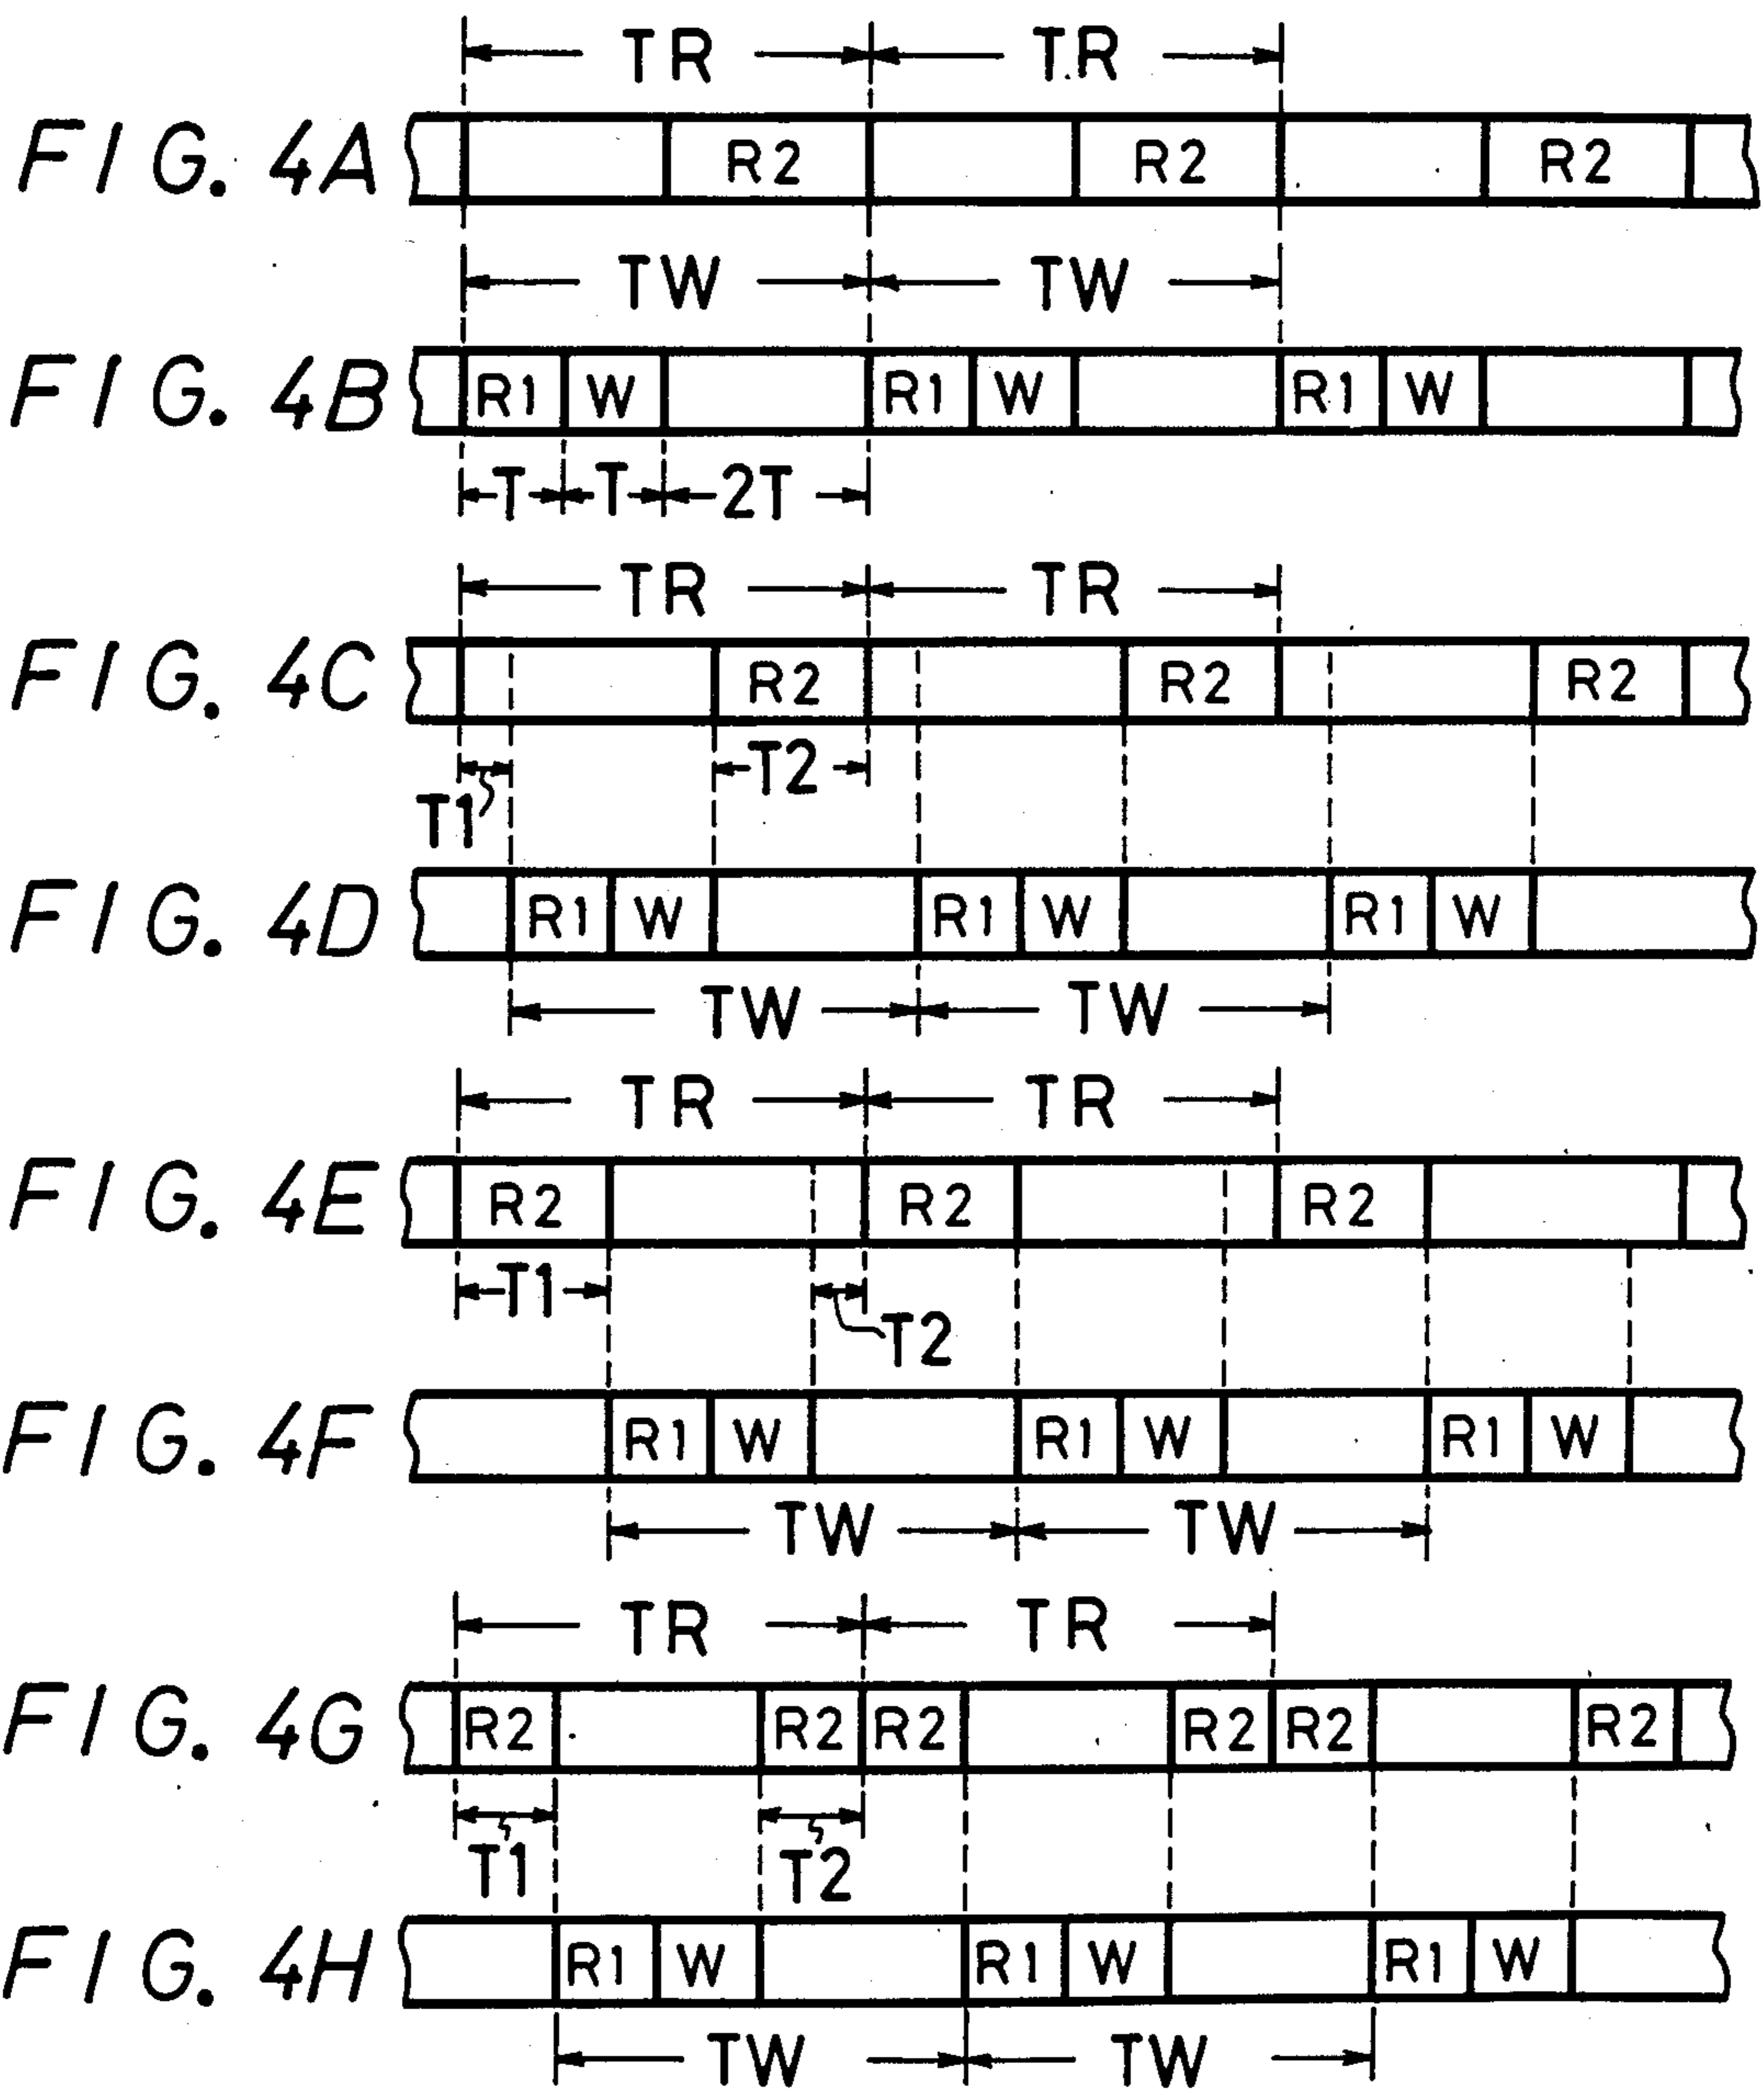 TR TR
FIG. 4A R2 R2 R2
TW TW
FIG. 4B R1 W R1 W R1 W
T T 2T
TR TR
FIG. 4C R2 R2 R2
T1 T2
FIG. 4D R1 W R1 W R1 W
TW TW
TR TR
FIG. 4E R2 R2 R2
T1 T2
FIG. 4F R1 W R1 W R1 W
TW TW
TR TR
FIG. 4G R2 R2 R2 R2 R2 R2
T1 T2
FIG. 4H R1 W R1 W R1 W
TW TW